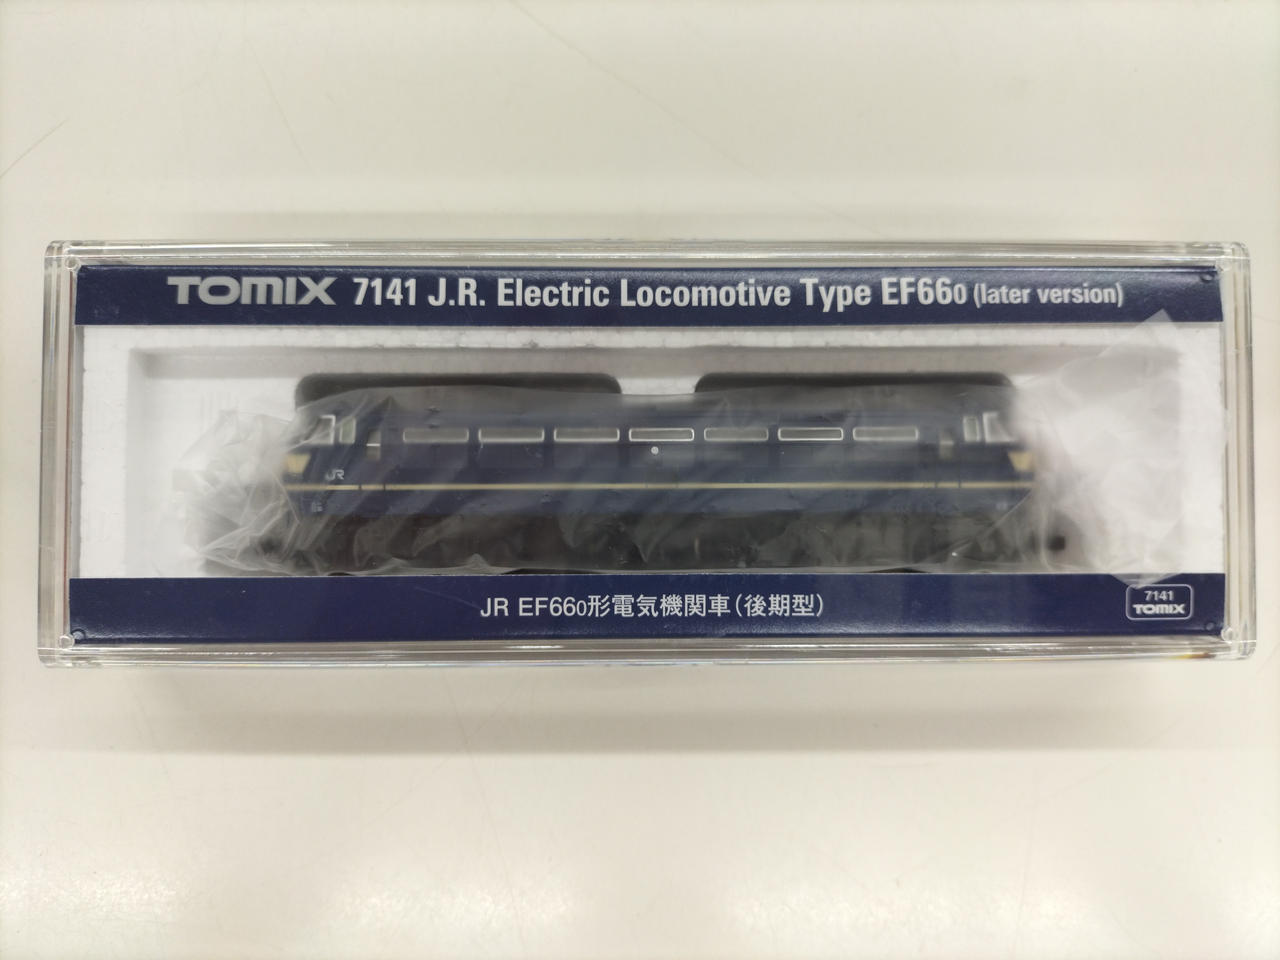 TOMIX 7141 J.R. Electric Locomotive Type EF660 (later version)
JR
JR EF660形電気機関車(後期型)
7141
TOMIX